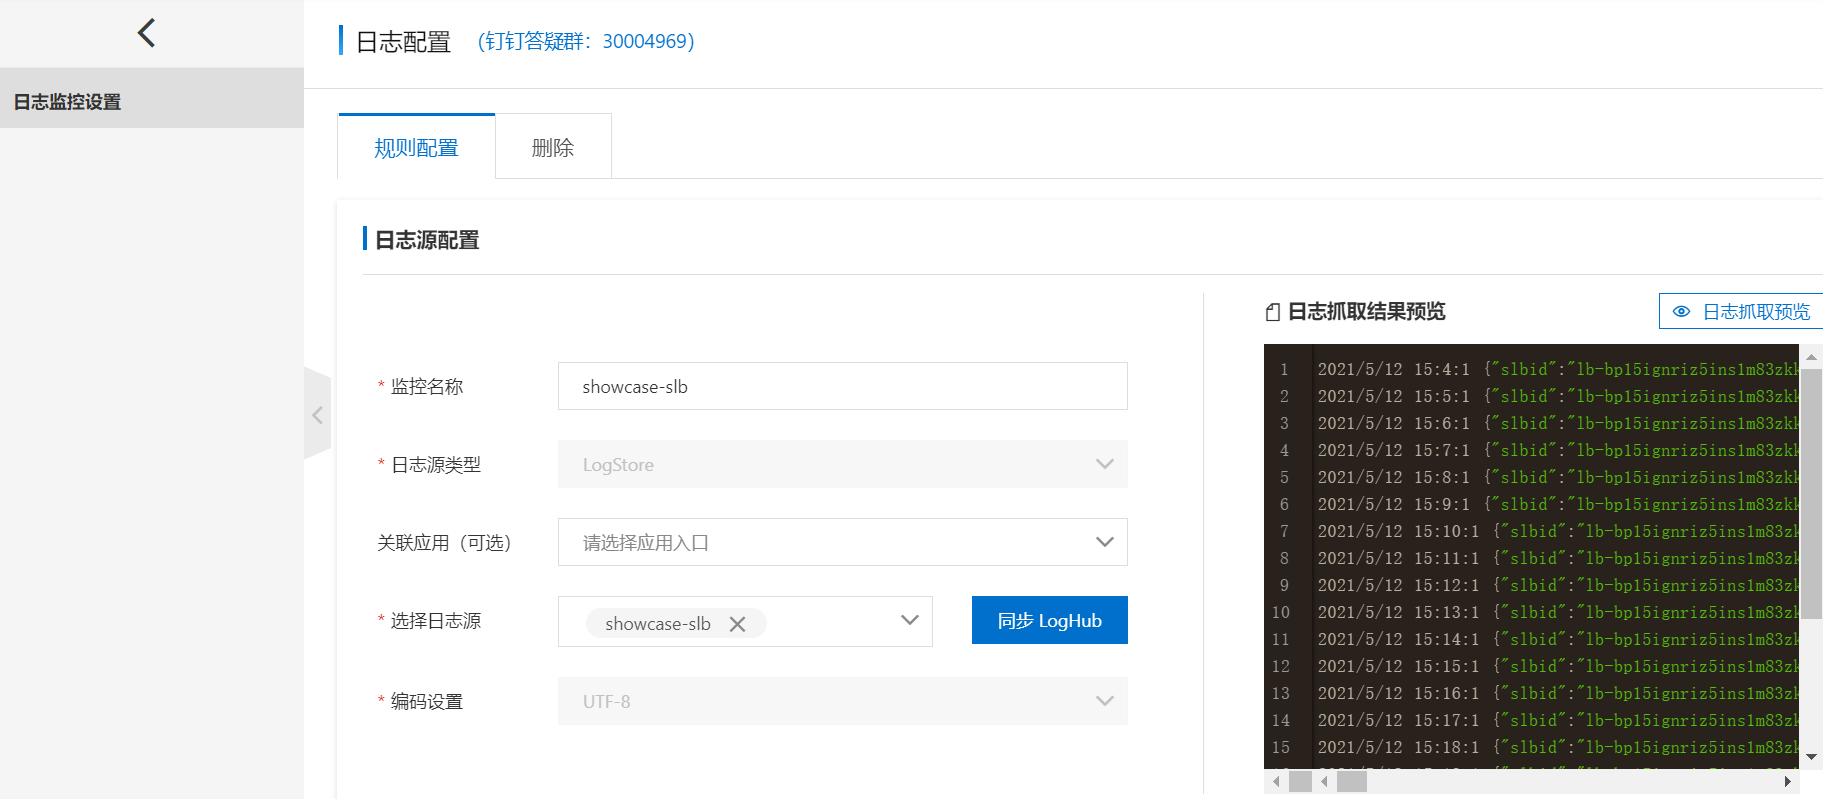 日志配置 (钉钉答疑群：30004969)
日志监控设置
规则配置 删除
日志源配置
日志抓取结果预览 日志抓取预览
* 监控名称 showcase-slb
* 日志源类型 LogStore
关联应用（可选） 请选择应用入口
* 选择日志源 showcase-slb 同步 LogHub
* 编码设置 UTF-8
1 2021/5/12 15:4:1 {"slbid":"lb-bp15ignriz5ins1m83zkk
2 2021/5/12 15:5:1 {"slbid":"lb-bp15ignriz5ins1m83zkk
3 2021/5/12 15:6:1 {"slbid":"lb-bp15ignriz5ins1m83zkk
4 2021/5/12 15:7:1 {"slbid":"lb-bp15ignriz5ins1m83zkk
5 2021/5/12 15:8:1 {"slbid":"lb-bp15ignriz5ins1m83zkk
6 2021/5/12 15:9:1 {"slbid":"lb-bp15ignriz5ins1m83zkk
7 2021/5/12 15:10:1 {"slbid":"lb-bp15ignriz5ins1m83zk
8 2021/5/12 15:11:1 {"slbid":"lb-bp15ignriz5ins1m83zk
9 2021/5/12 15:12:1 {"slbid":"lb-bp15ignriz5ins1m83zk
10 2021/5/12 15:13:1 {"slbid":"lb-bp15ignriz5ins1m83zk
11 2021/5/12 15:14:1 {"slbid":"lb-bp15ignriz5ins1m83zk
12 2021/5/12 15:15:1 {"slbid":"lb-bp15ignriz5ins1m83zk
13 2021/5/12 15:16:1 {"slbid":"lb-bp15ignriz5ins1m83zk
14 2021/5/12 15:17:1 {"slbid":"lb-bp15ignriz5ins1m83zk
15 2021/5/12 15:18:1 {"slbid":"lb-bp15ignriz5ins1m83zk